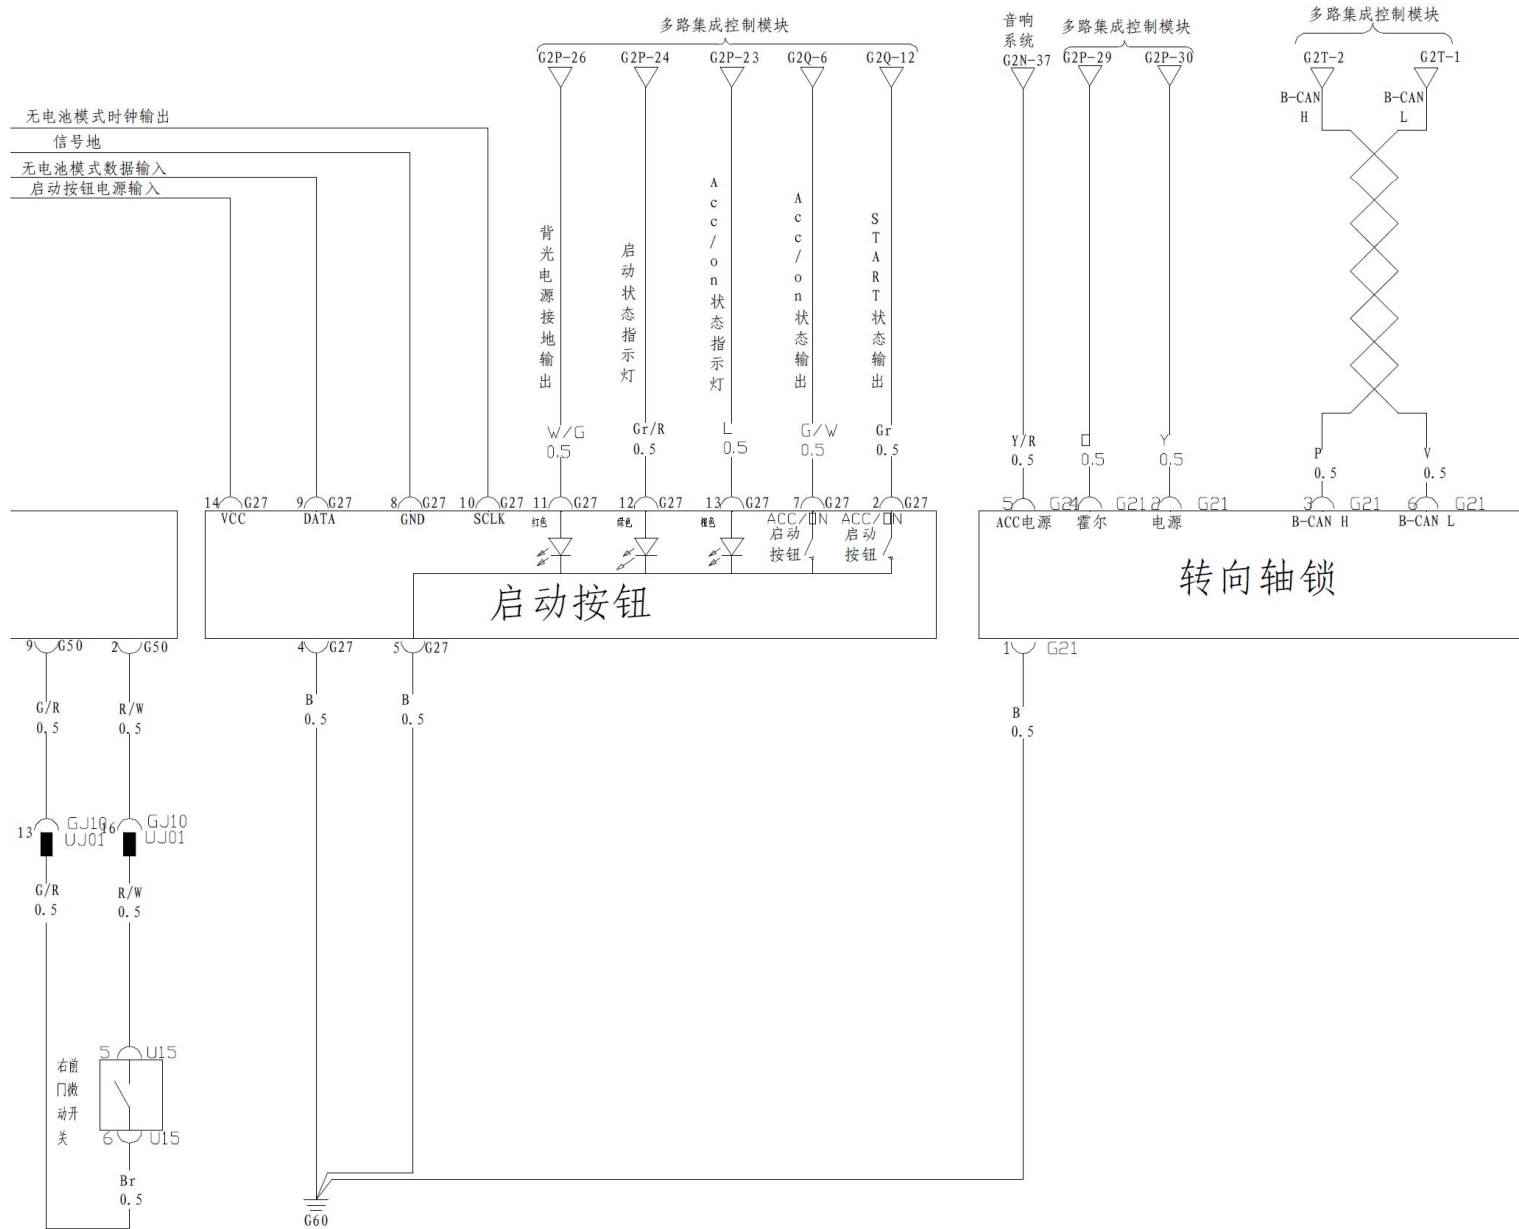 多路集成控制模块
音响
系统
多路集成控制模块
多路集成控制模块
G2P-26 G2P-24 G2P-23 G2Q-6 G2Q-12 G2N-37 G2P-29 G2P-30 G2T-2 G2T-1
B-CAN
H
B-CAN
L
无电池模式时钟输出
信号地
无电池模式数据输入
启动按钮电源输入
背光电源接地输出
启动状态指示灯
Acc/on状态指示灯
Acc/on状态输出
START状态输出
W/G
0.5
Gr/R
0.5
L
0.5
G/W
0.5
Gr
0.5
Y/R
0.5
0.5
Y
0.5
P
0.5
V
0.5
14 G27 9 G27 8 G27 10 G27 11 G27 12 G27 13 G27 7 G27 2 G27
5 G21 4 G21 2 G21 3 G21 6 G21
VCC DATA GND SCLK 红色 绿色 橙色
ACC/ON
启动
按钮
ACC/ON
启动
按钮
ACC电源 霍尔 电源 B-CAN H B-CAN L
启动按钮
转向轴锁
9 G50 2 G50 4 G27 5 G27 1 G21
G/R
0.5
R/W
0.5
B
0.5
B
0.5
B
0.5
13 GJ10
UJ01
16 GJ10
UJ01
G/R
0.5
R/W
0.5
5 U15
右前
门微
动开
关
6 U15
Br
0.5
G60